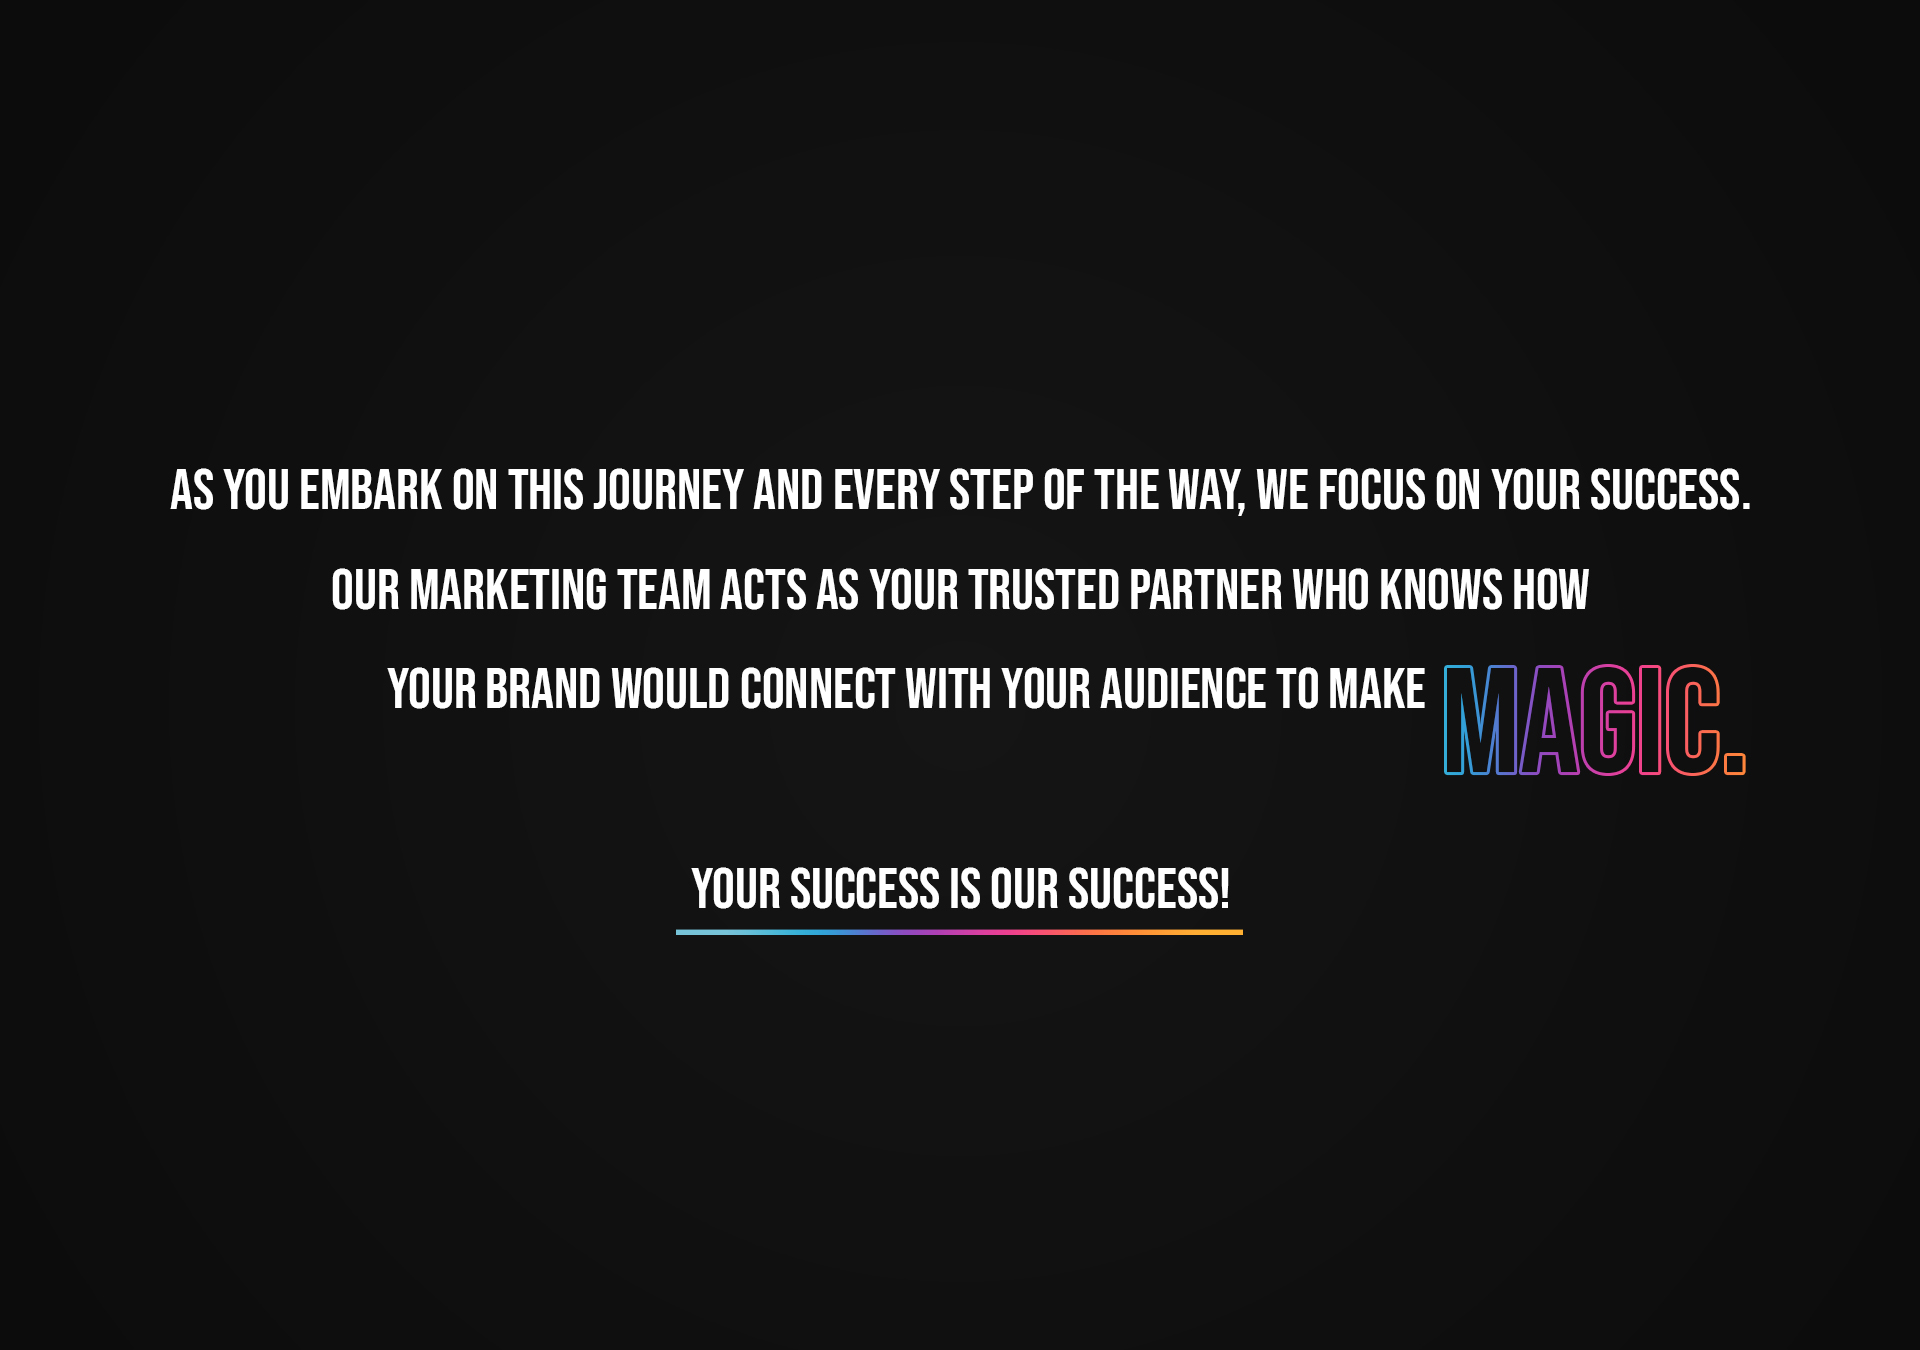 AS YOU EMBARK ON THIS JOURNEY AND EVERY STEP OF THE WAY, WE FOCUS ON YOUR SUCCESS.
OUR MARKETING TEAM ACTS AS YOUR TRUSTED PARTNER WHO KNOWS HOW
YOUR BRAND WOULD CONNECT WITH YOUR AUDIENCE TO MAKE MAGIC.
YOUR SUCCESS IS OUR SUCCESS!